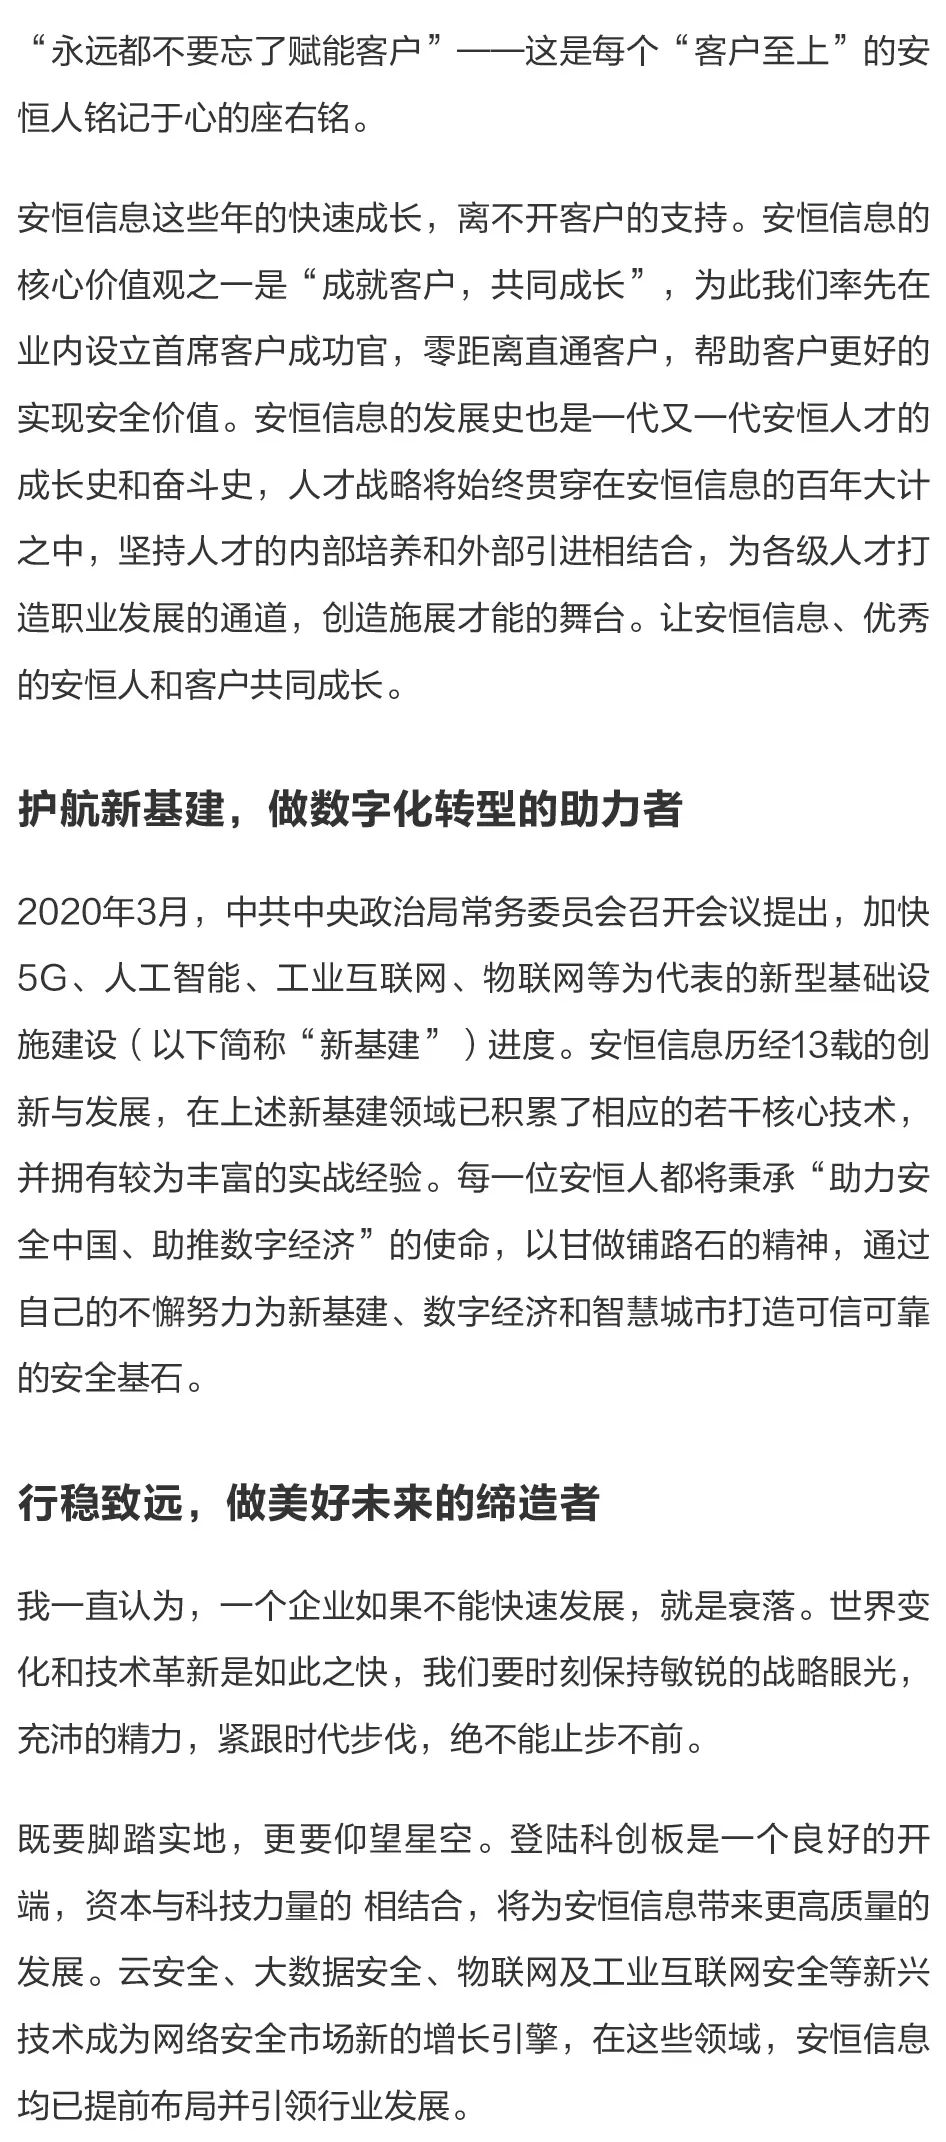 “永远都不要忘了赋能客户”——这是每个“客户至上”的安
恒人铭记于心的座右铭。
安恒信息这些年的快速成长，离不开客户的支持。安恒信息的
核心价值观之一是“成就客户，共同成长”，为此我们率先在
业内设立首席客户成功官，零距离直通客户，帮助客户更好的
实现安全价值。安恒信息的发展史也是一代又一代安恒人才的
成长史和奋斗史，人才战略将始终贯穿在安恒信息的百年大计
之中，坚持人才的内部培养和外部引进相结合，为各级人才打
造职业发展的通道，创造施展才能的舞台。让安恒信息、优秀
的安恒人和客户共同成长。
护航新基建，做数字化转型的助力者
2020年3月，中共中央政治局常务委员会召开会议提出，加快
5G、人工智能、工业互联网、物联网等为代表的新型基础设
施建设（以下简称“新基建”）进度。安恒信息历经13载的创
新与发展，在上述新基建领域已积累了相应的若干核心技术，
并拥有较为丰富的实战经验。每一位安恒人都将秉承“助力安
全中国、助推数字经济”的使命，以甘做铺路石的精神，通过
自己的不懈努力为新基建、数字经济和智慧城市打造可信可靠
的安全基石。
行稳致远，做美好未来的缔造者
我一直认为，一个企业如果不能快速发展，就是衰落。世界变
化和技术革新是如此之快，我们要时刻保持敏锐的战略眼光，
充沛的精力，紧跟时代步伐，绝不能止步不前。
既要脚踏实地，更要仰望星空。登陆科创板是一个良好的开
端，资本与科技力量的 相结合，将为安恒信息带来更高质量的
发展。云安全、大数据安全、物联网及工业互联网安全等新兴
技术成为网络安全市场新的增长引擎，在这些领域，安恒信息
均已提前布局并引领行业发展。